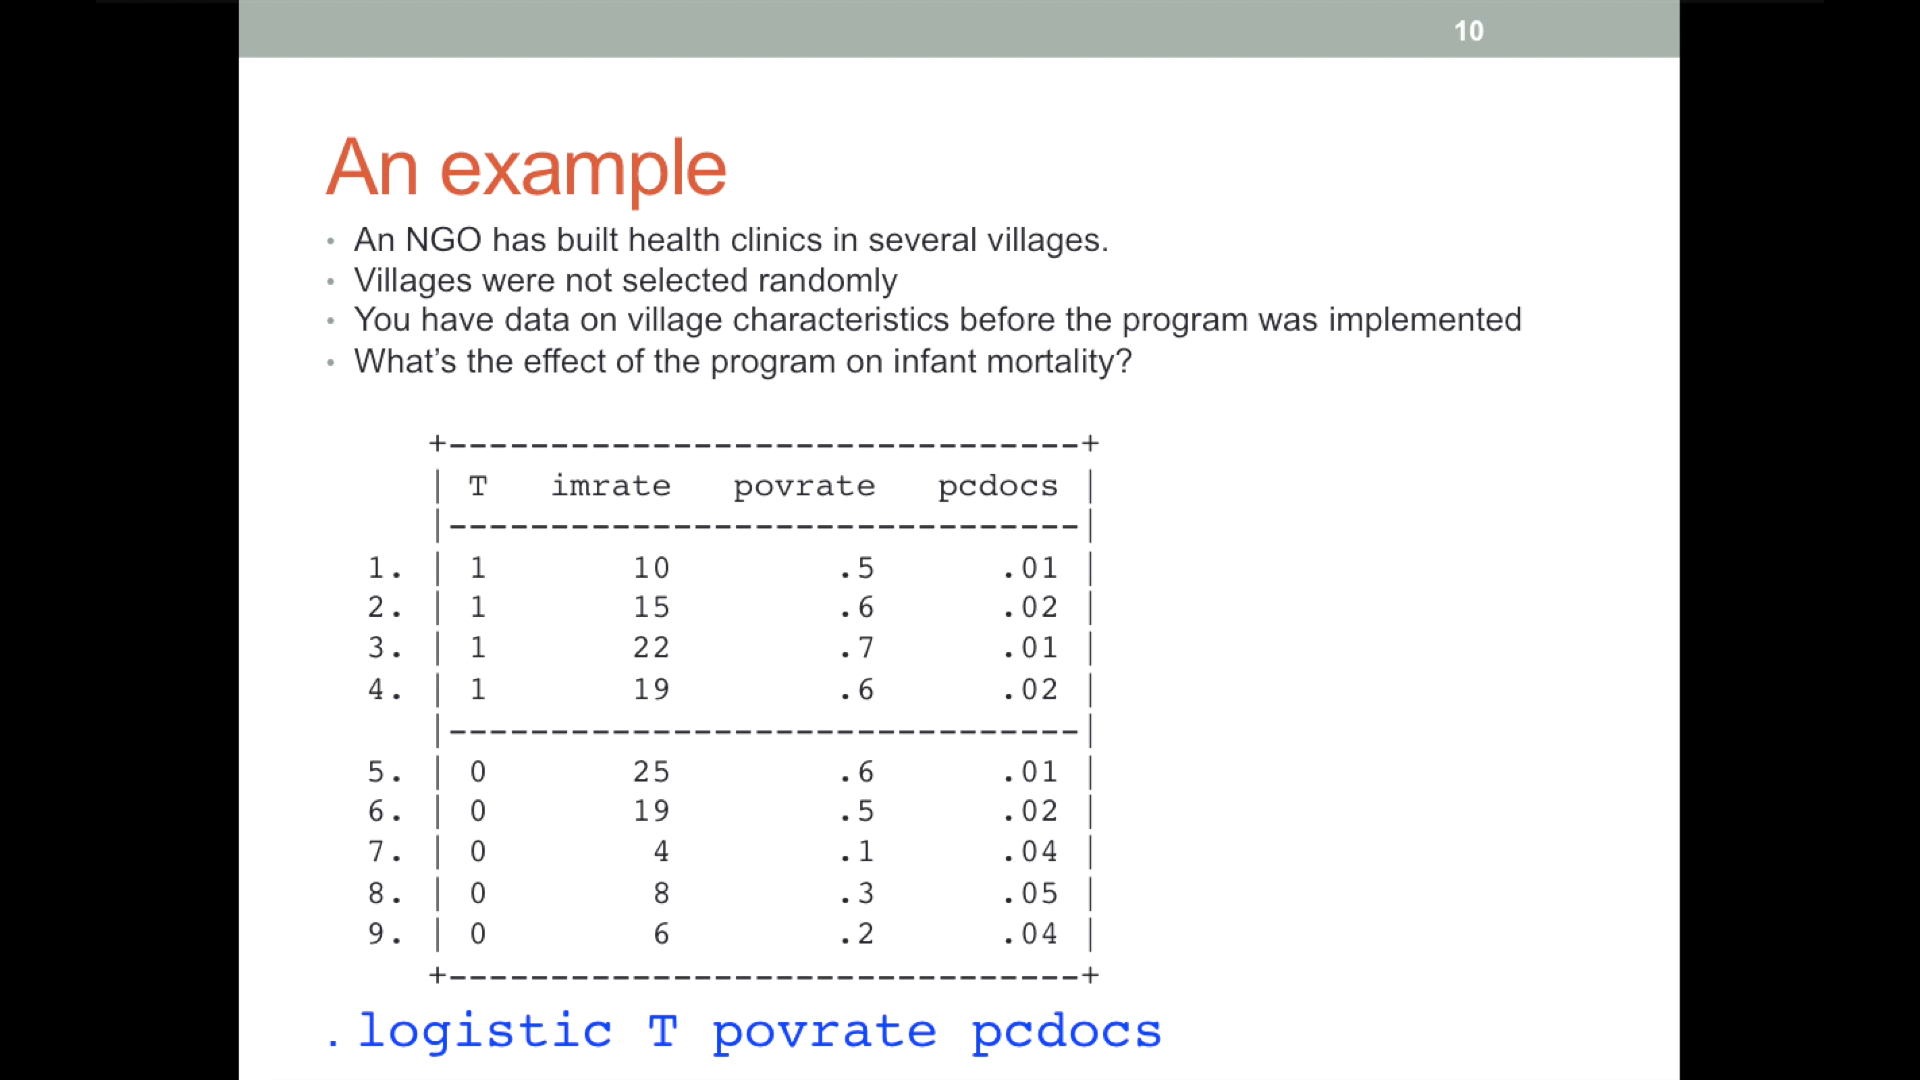 10
An example
• An NGO has built health clinics in several villages.
• Villages were not selected randomly
• You have data on village characteristics before the program was implemented
• What's the effect of the program on infant mortality?
+-------------------------------+
| T imrate povrate pcdocs |
|-------------------------------|
1. | 1 10 .5 .01 |
2. | 1 15 .6 .02 |
3. | 1 22 .7 .01 |
4. | 1 19 .6 .02 |
|-------------------------------|
5. | 0 25 .6 .01 |
6. | 0 19 .5 .02 |
7. | 0 4 .1 .04 |
8. | 0 8 .3 .05 |
9. | 0 6 .2 .04 |
+-------------------------------+
. logistic T povrate pcdocs